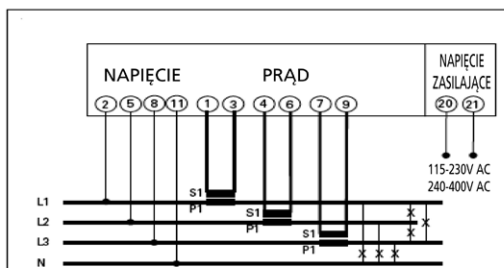 NAPIĘCIE PRĄD NAPIĘCIE
ZASILAJĄCE
2 5 8 11 1 3 4 6 7 9 20 21
115-230V AC
240-400V AC
S1
L1
P1
S1
L2
P1
S1
L3
P1
N